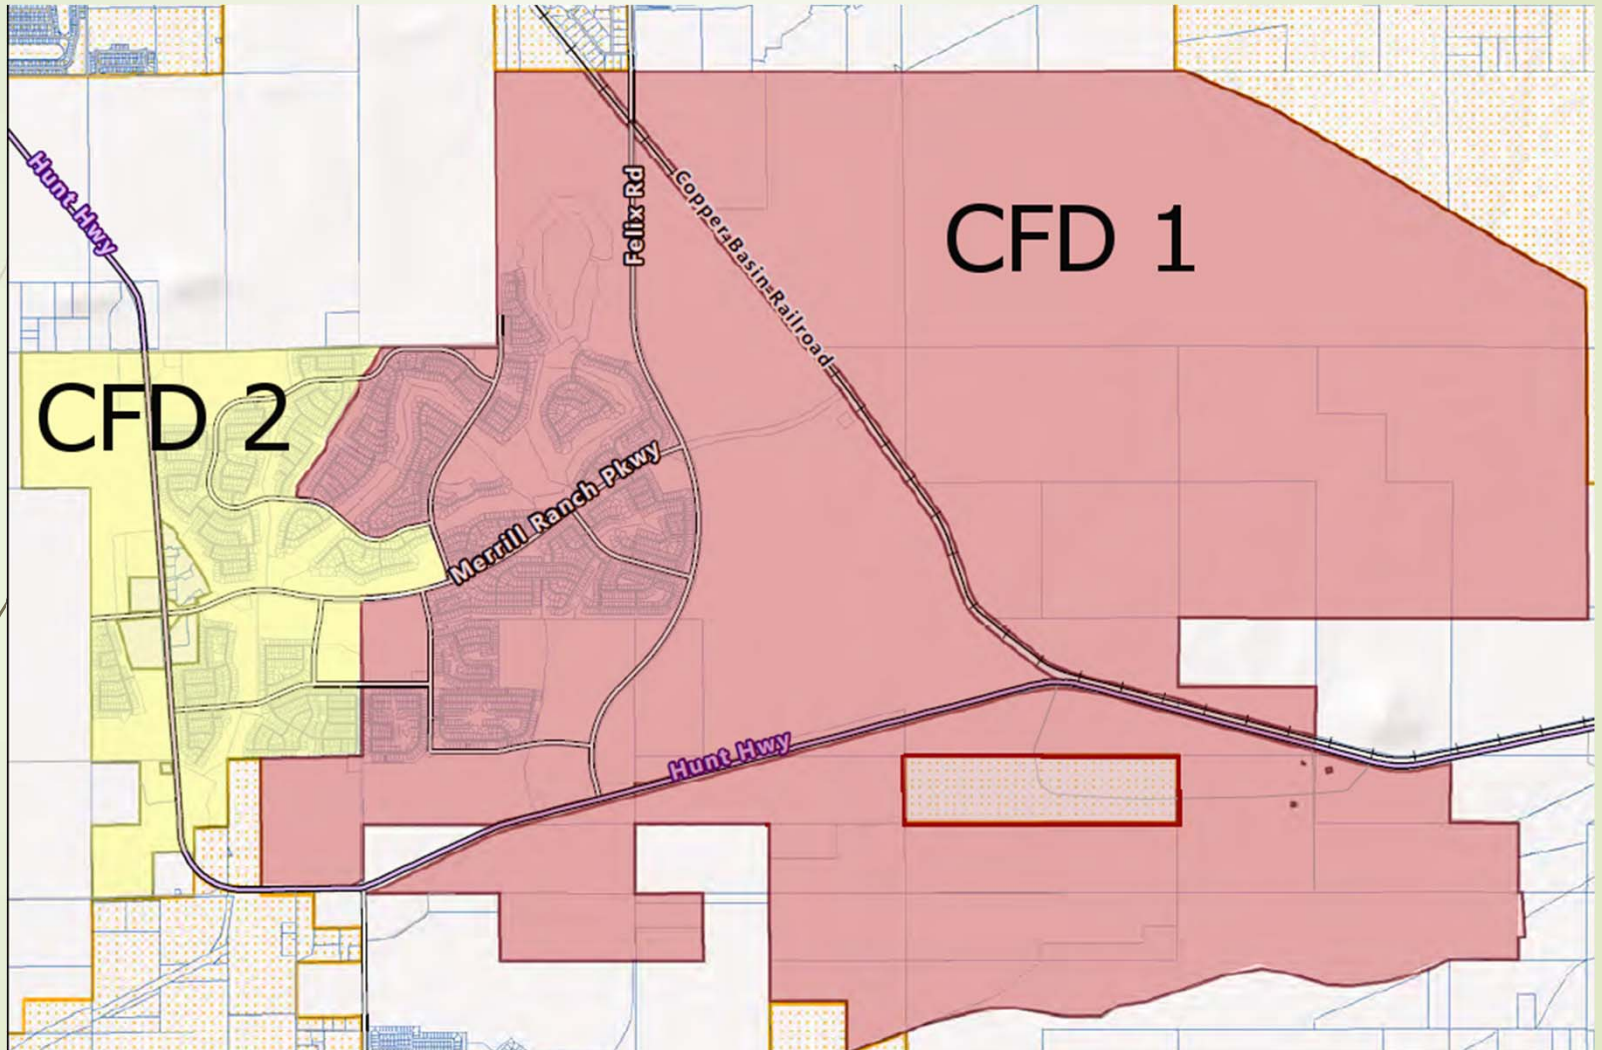 Hunt Hwy
Felix Rd
Copper Basin Railroad
CFD 1
CFD 2
Merrill Ranch Pkwy
Hunt Hwy